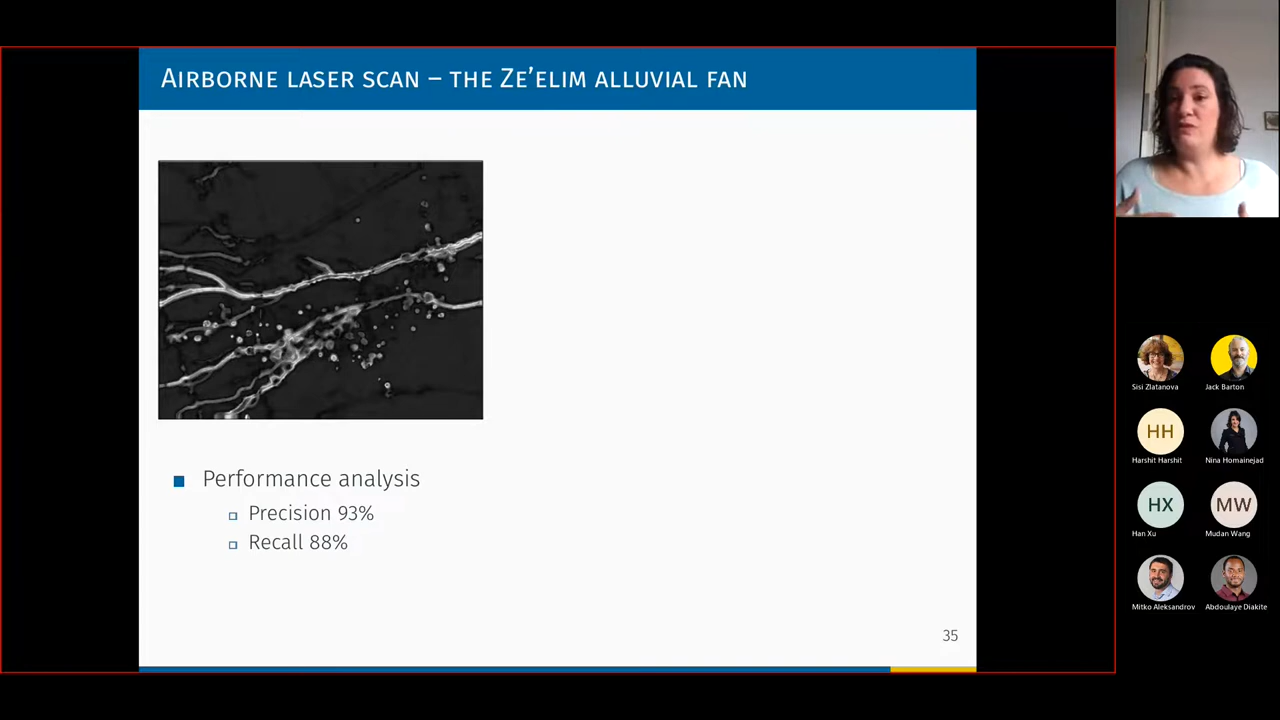 AIRBORNE LASER SCAN – THE ZE'ELIM ALLUVIAL FAN
Performance analysis
Precision 93%
Recall 88%
35
Sisi Zlatanova
Jack Barton
HH
Harshit Harshit
Nina Homainejad
HX
Han Xu
MW
Mudan Wang
Mitko Aleksandrov
Abdoulaye Diakite